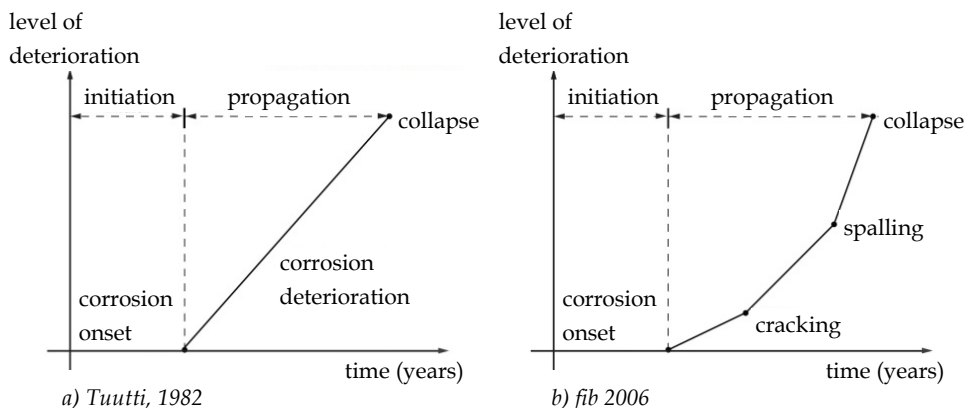 level of
deterioration
initiation
propagation
collapse
corrosion
deterioration
corrosion
onset
time (years)
a) Tuutti, 1982
level of
deterioration
initiation
propagation
collapse
spalling
corrosion
onset
cracking
time (years)
b) fib 2006